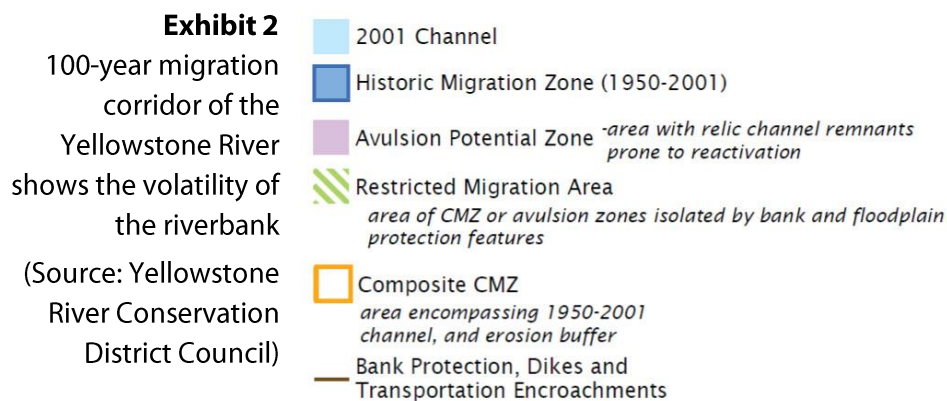 Exhibit 2
100-year migration
corridor of the
Yellowstone River
shows the volatility of
the riverbank
(Source: Yellowstone
River Conservation
District Council)
2001 Channel
Historic Migration Zone (1950-2001)
Avulsion Potential Zone -area with relic channel remnants
prone to reactivation
Restricted Migration Area
area of CMZ or avulsion zones isolated by bank and floodplain
protection features
Composite CMZ
area encompassing 1950-2001
channel, and erosion buffer
Bank Protection, Dikes and
Transportation Encroachments